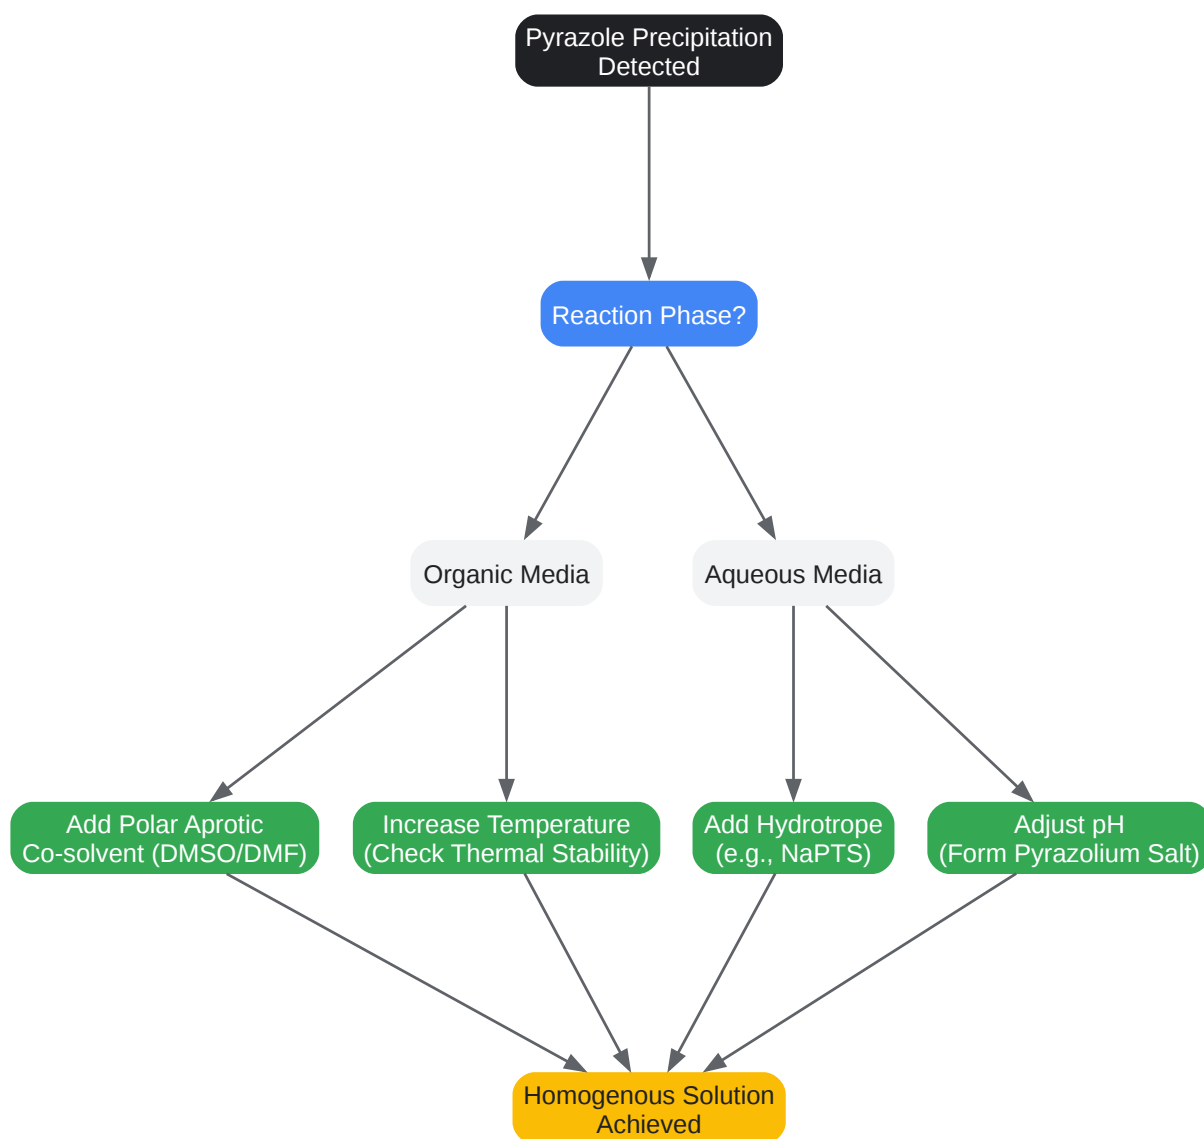 Pyrazole Precipitation
Detected
Reaction Phase?
Organic Media
Aqueous Media
Add Polar Aprotic
Co-solvent (DMSO/DMF)
Increase Temperature
(Check Thermal Stability)
Add Hydrotrope
(e.g., NaPTS)
Adjust pH
(Form Pyrazolium Salt)
Homogenous Solution
Achieved